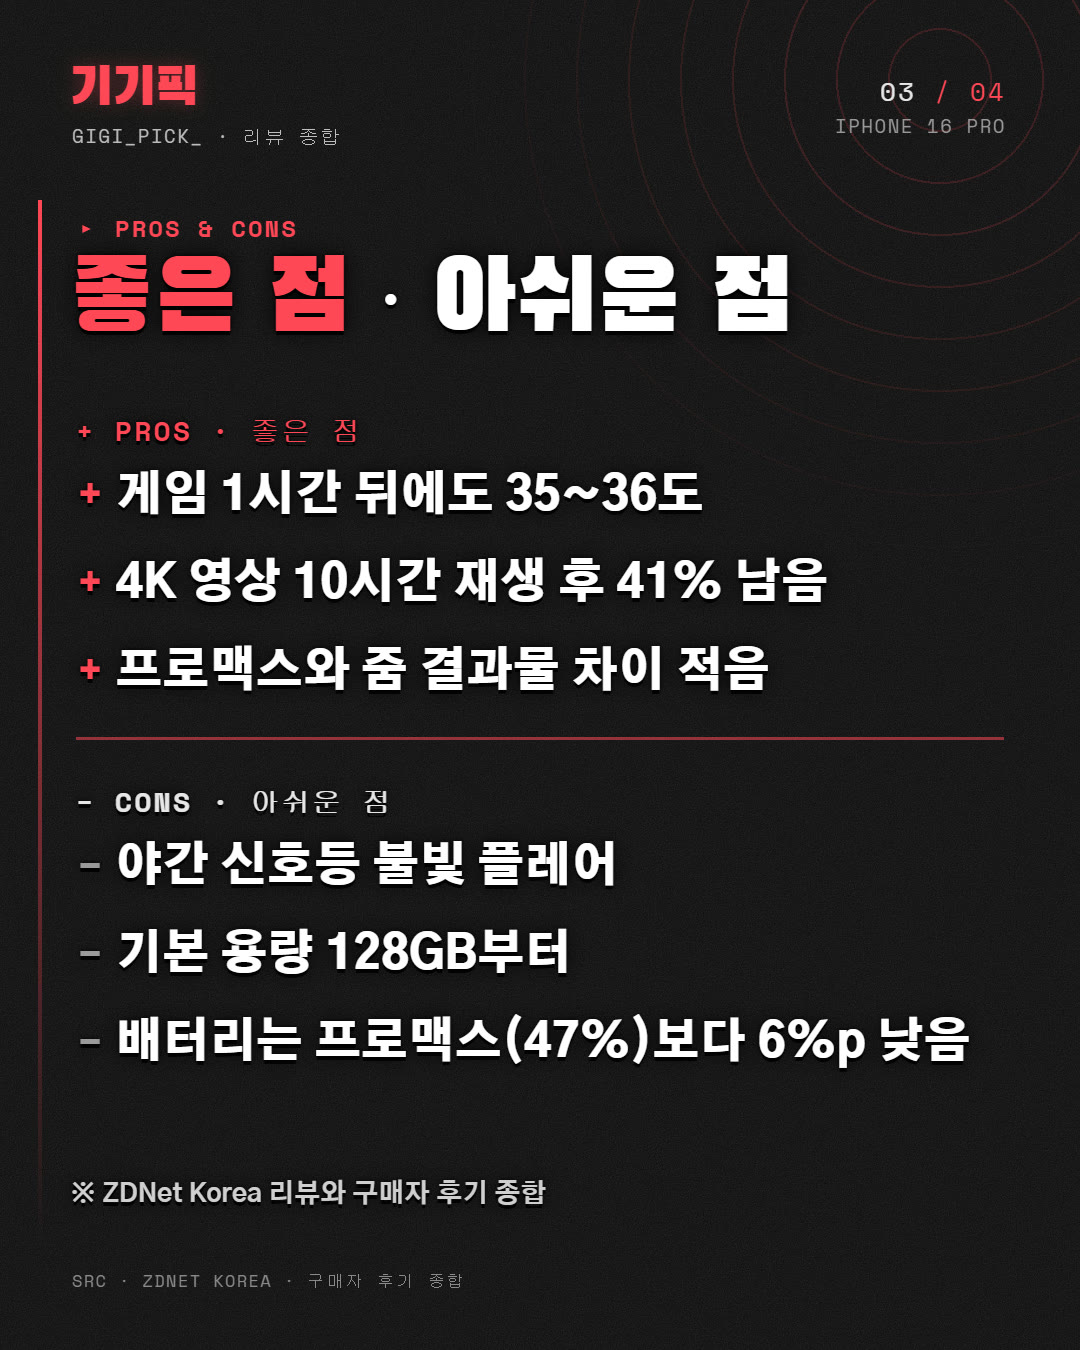 기기픽
GIGI_PICK_ · 리뷰 종합
03 / 04
IPHONE 16 PRO
▸ PROS & CONS
좋은 점 · 아쉬운 점
+ PROS · 좋은 점
+ 게임 1시간 뒤에도 35~36도
+ 4K 영상 10시간 재생 후 41% 남음
+ 프로맥스와 줌 결과물 차이 적음
- CONS · 아쉬운 점
- 야간 신호등 불빛 플레어
- 기본 용량 128GB부터
- 배터리는 프로맥스(47%)보다 6%p 낮음
※ ZDNet Korea 리뷰와 구매자 후기 종합
SRC · ZDNET KOREA · 구매자 후기 종합